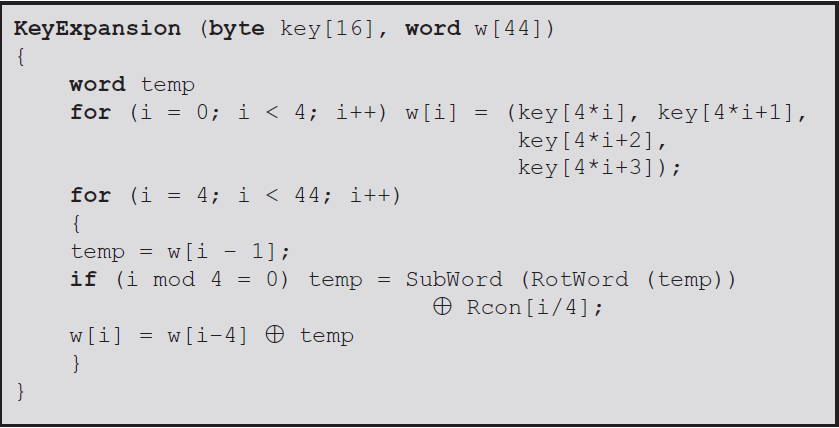 KeyExpansion (byte key[16], word w[44])
{
word temp
for (i = 0; i < 4; i++) w[i] = (key[4*i], key[4*i+1],
key[4*i+2],
key[4*i+3]);
for (i = 4; i < 44; i++)
{
temp = w[i - 1];
if (i mod 4 = 0) temp = SubWord (RotWord (temp))
⊕ Rcon[i/4];
w[i] = w[i-4] ⊕ temp
}
}